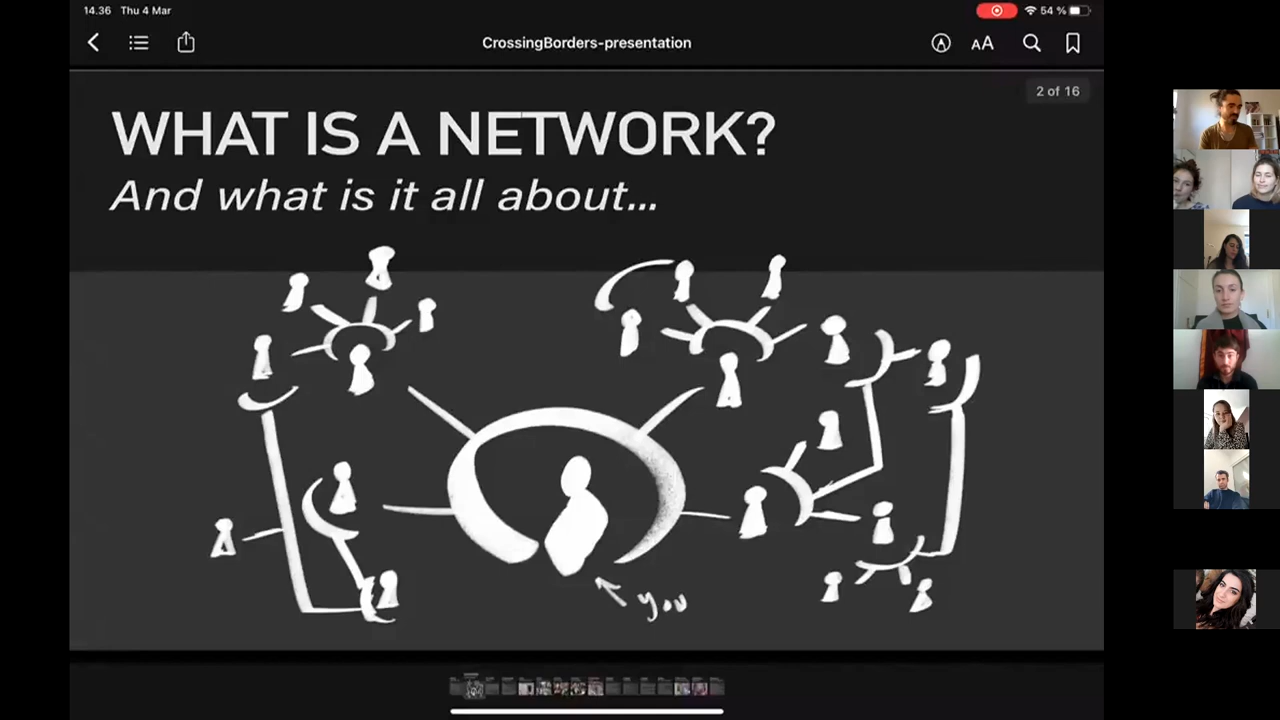 14.36 Thu 4 Mar
54 %
CrossingBorders-presentation
AA
2 of 16
WHAT IS A NETWORK?
And what is it all about...
you